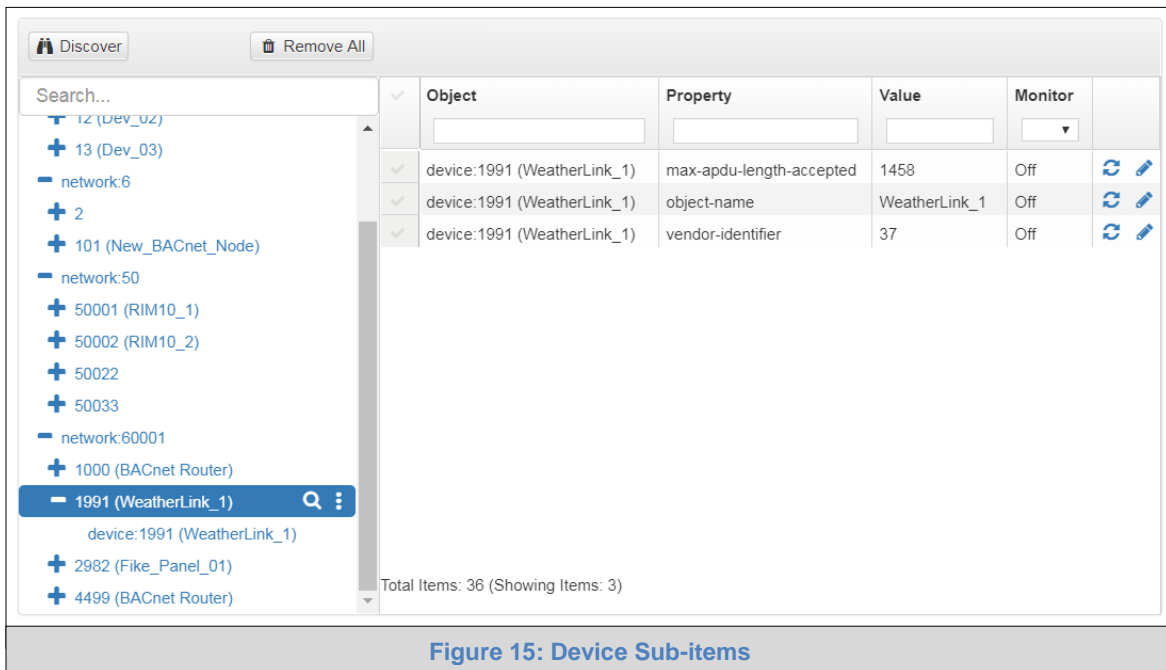 Discover Remove All
Search...
12 (Dev_02)
13 (Dev_03)
network:6
2
101 (New_BACnet_Node)
network:50
50001 (RIM10_1)
50002 (RIM10_2)
50022
50033
network:60001
1000 (BACnet Router)
1991 (WeatherLink_1)
device:1991 (WeatherLink_1)
2982 (Fike_Panel_01)
4499 (BACnet Router)
Object Property Value Monitor
device:1991 (WeatherLink_1) max-apdu-length-accepted 1458 Off
device:1991 (WeatherLink_1) object-name WeatherLink_1 Off
device:1991 (WeatherLink_1) vendor-identifier 37 Off
Total Items: 36 (Showing Items: 3)
Figure 15: Device Sub-items